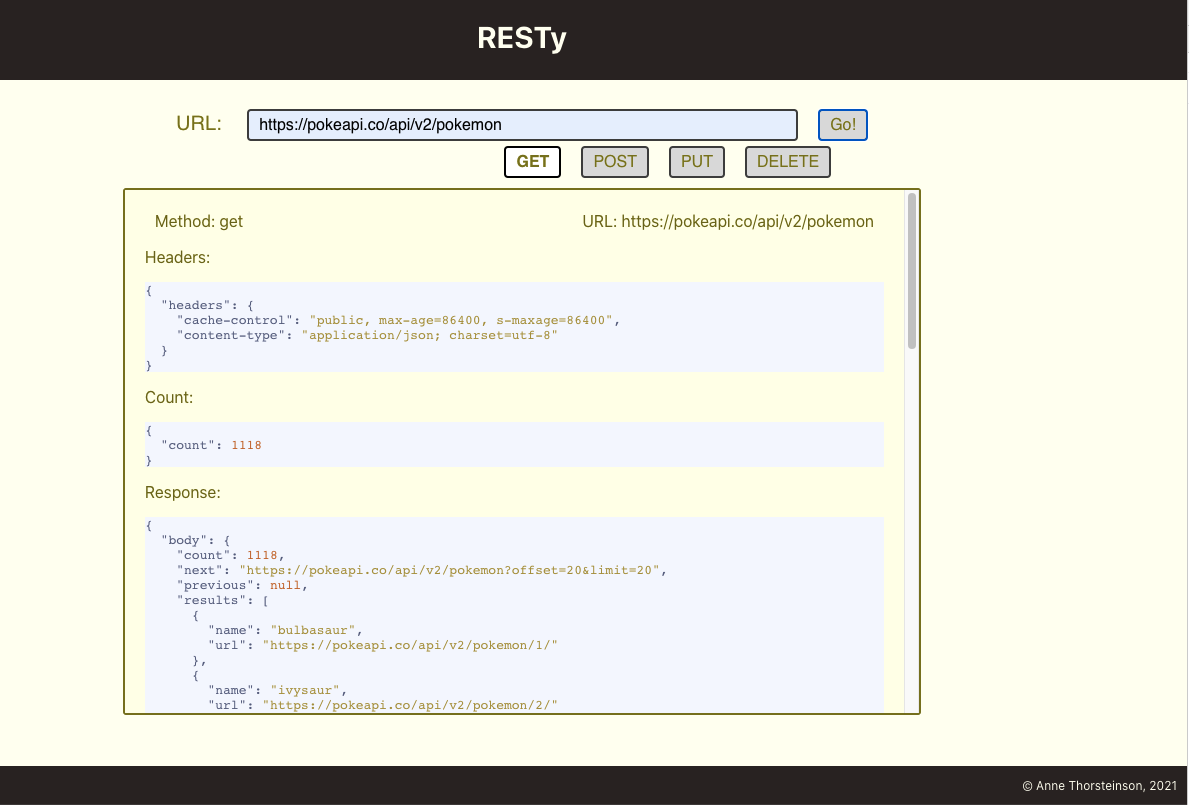 RESTy
URL: https://pokeapi.co/api/v2/pokemon Go!
GET POST PUT DELETE
Method: get URL: https://pokeapi.co/api/v2/pokemon
Headers:
{
  "headers": {
    "cache-control": "public, max-age=86400, s-maxage=86400",
    "content-type": "application/json; charset=utf-8"
  }
}
Count:
{
  "count": 1118
}
Response:
{
  "body": {
    "count": 1118,
    "next": "https://pokeapi.co/api/v2/pokemon?offset=20&limit=20",
    "previous": null,
    "results": [
      {
        "name": "bulbasaur",
        "url": "https://pokeapi.co/api/v2/pokemon/1/"
      },
      {
        "name": "ivysaur",
        "url": "https://pokeapi.co/api/v2/pokemon/2/"
© Anne Thorsteinson, 2021